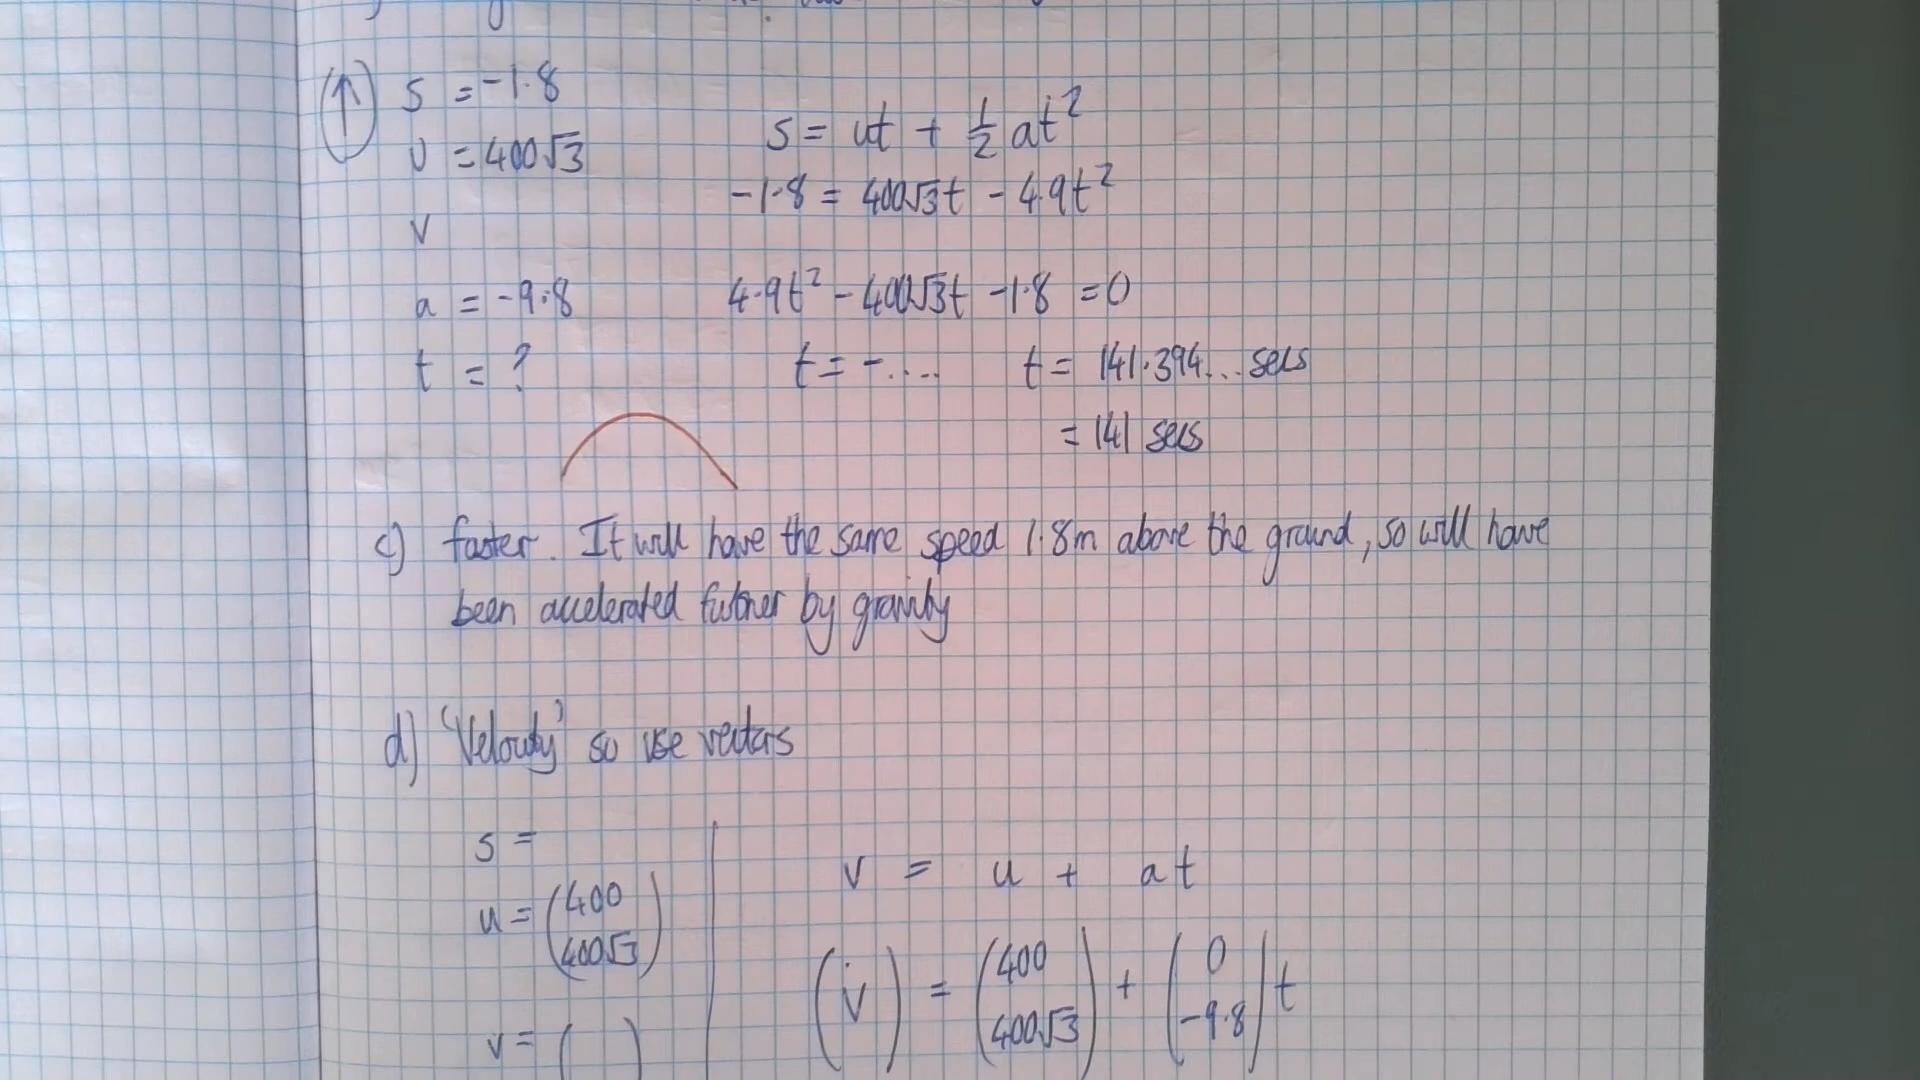 (↑) s = -1.8
u = 400√3
v
a = -9.8
t = ?
s = ut + ½at²
-1.8 = 400√3t - 4.9t²
4.9t² - 400√3t - 1.8 = 0
t = -.... t = 141.394... secs
= 141 secs
c) faster. It will have the same speed 1.8m above the ground, so will have
been accelerated further by gravity
d) 'Velocity' so use vectors
s =
u = (400
400√3)
v = ( )
v = u + at
(v) = (400
400√3) + (0
-9.8)t